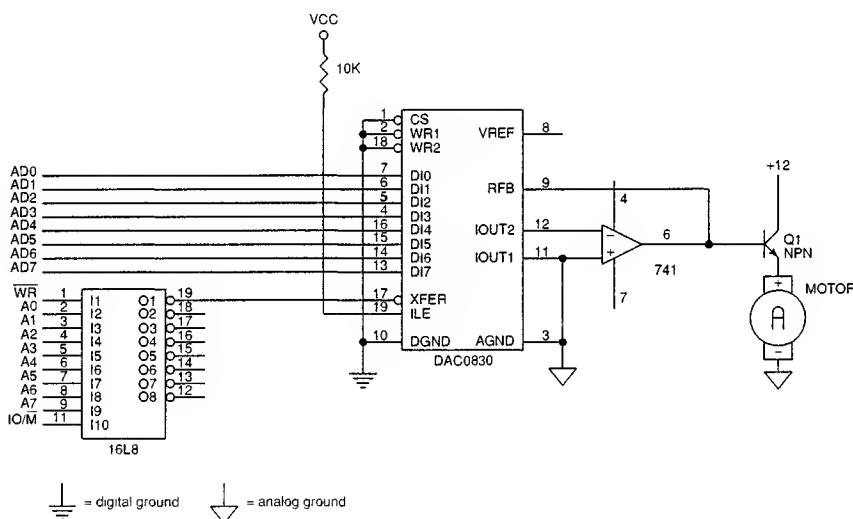 VCC
10K
1 CS
2 WR1
18 WR2
VREF 8
AD0 7 DI0
AD1 6 DI1
AD2 5 DI2
AD3 4 DI3
AD4 16 DI4
AD5 15 DI5
AD6 14 DI6
AD7 13 DI7
RFB 9
IOUT2 12
IOUT1 11
4
6
741
7
+12
Q1
NPN
+
MOTOF
A
-
17 XFER
19 ILE
10 DGND
AGND 3
DAC0830
WR 1 I1 O1 19
A0 2 I2 O2 18
A1 3 I3 O3 17
A2 4 I4 O4 16
A3 5 I5 O5 15
A4 6 I6 O6 14
A5 7 I7 O7 13
A6 8 I8 O8 12
A7 9 I9
IO/M 11 I10
16L8
= digital ground
= analog ground